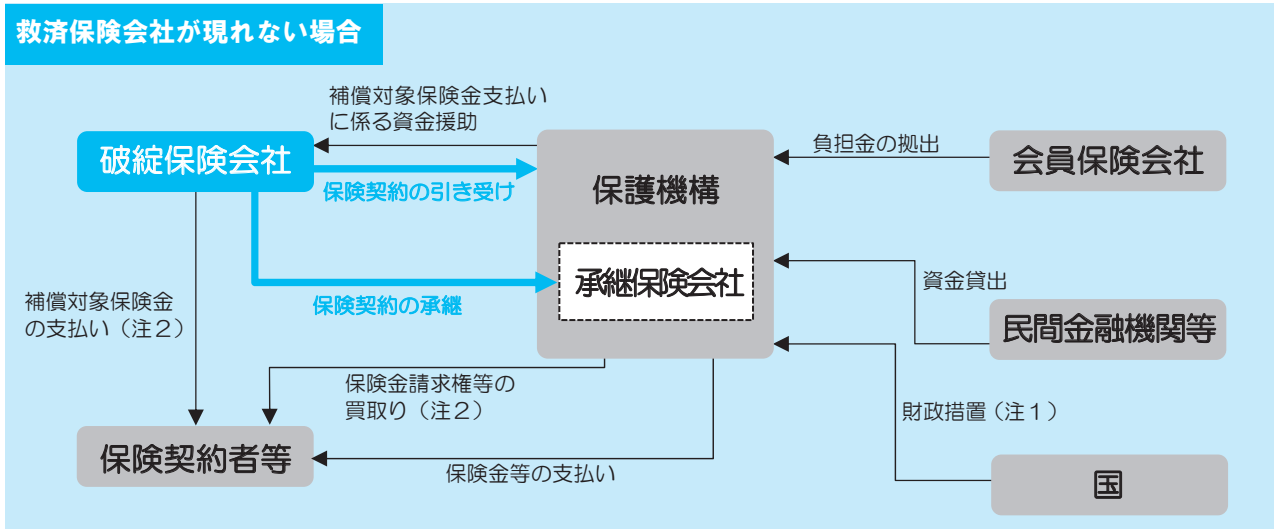 救済保険会社が現れない場合
補償対象保険金支払い
に係る資金援助
破綻保険会社
保険契約の引き受け
保護機構
負担金の拠出
会員保険会社
承継保険会社
保険契約の承継
資金貸出
民間金融機関等
補償対象保険金
の支払い（注２）
保険金請求権等の
買取り（注２）
財政措置（注１）
保険契約者等
保険金等の支払い
国